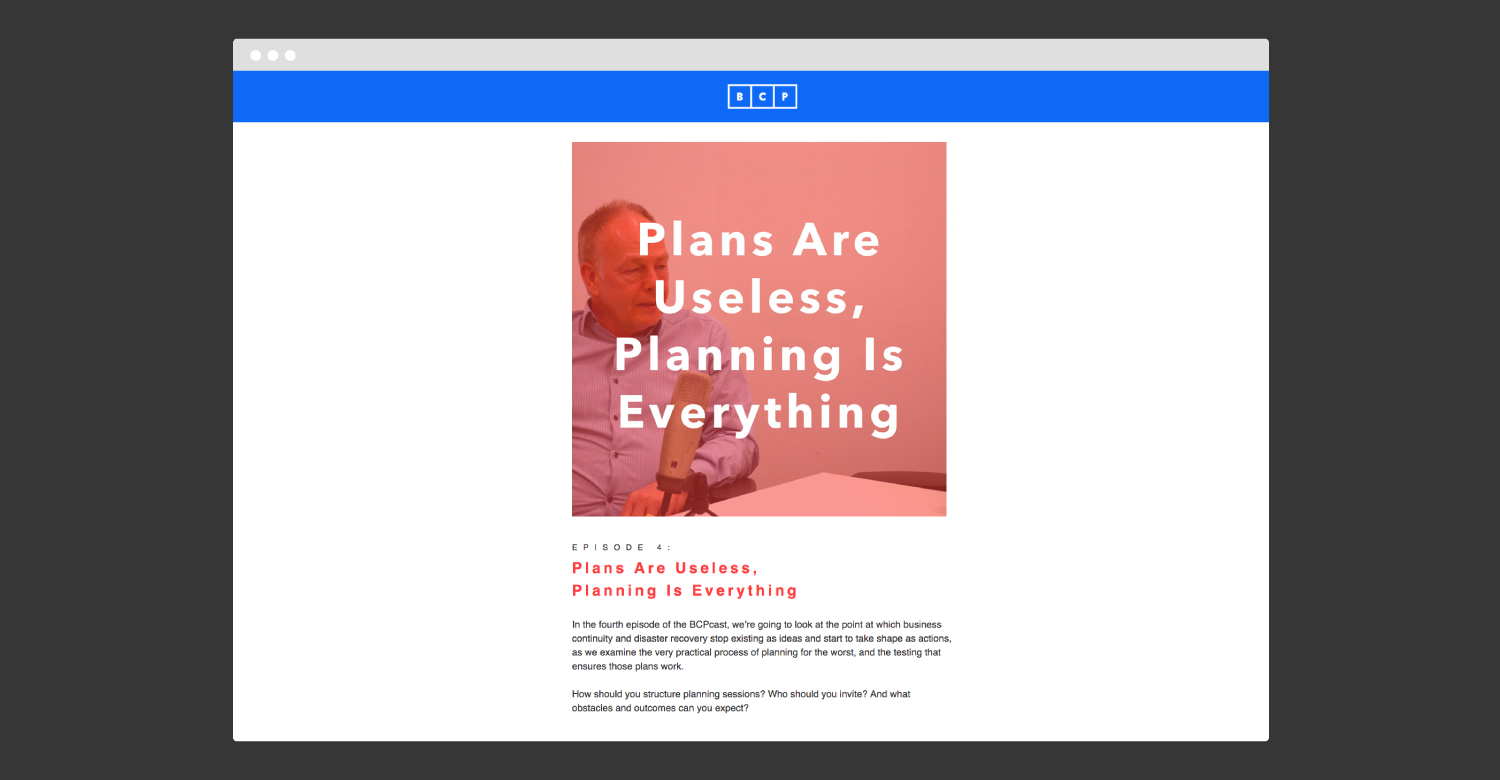 B C P
Plans Are
Useless,
Planning Is
Everything
EPISODE 4:
Plans Are Useless,
Planning Is Everything
In the fourth episode of the BCPcast, we're going to look at the point at which business
continuity and disaster recovery stop existing as ideas and start to take shape as actions,
as we examine the very practical process of planning for the worst, and the testing that
ensures those plans work.
How should you structure planning sessions? Who should you invite? And what
obstacles and outcomes can you expect?